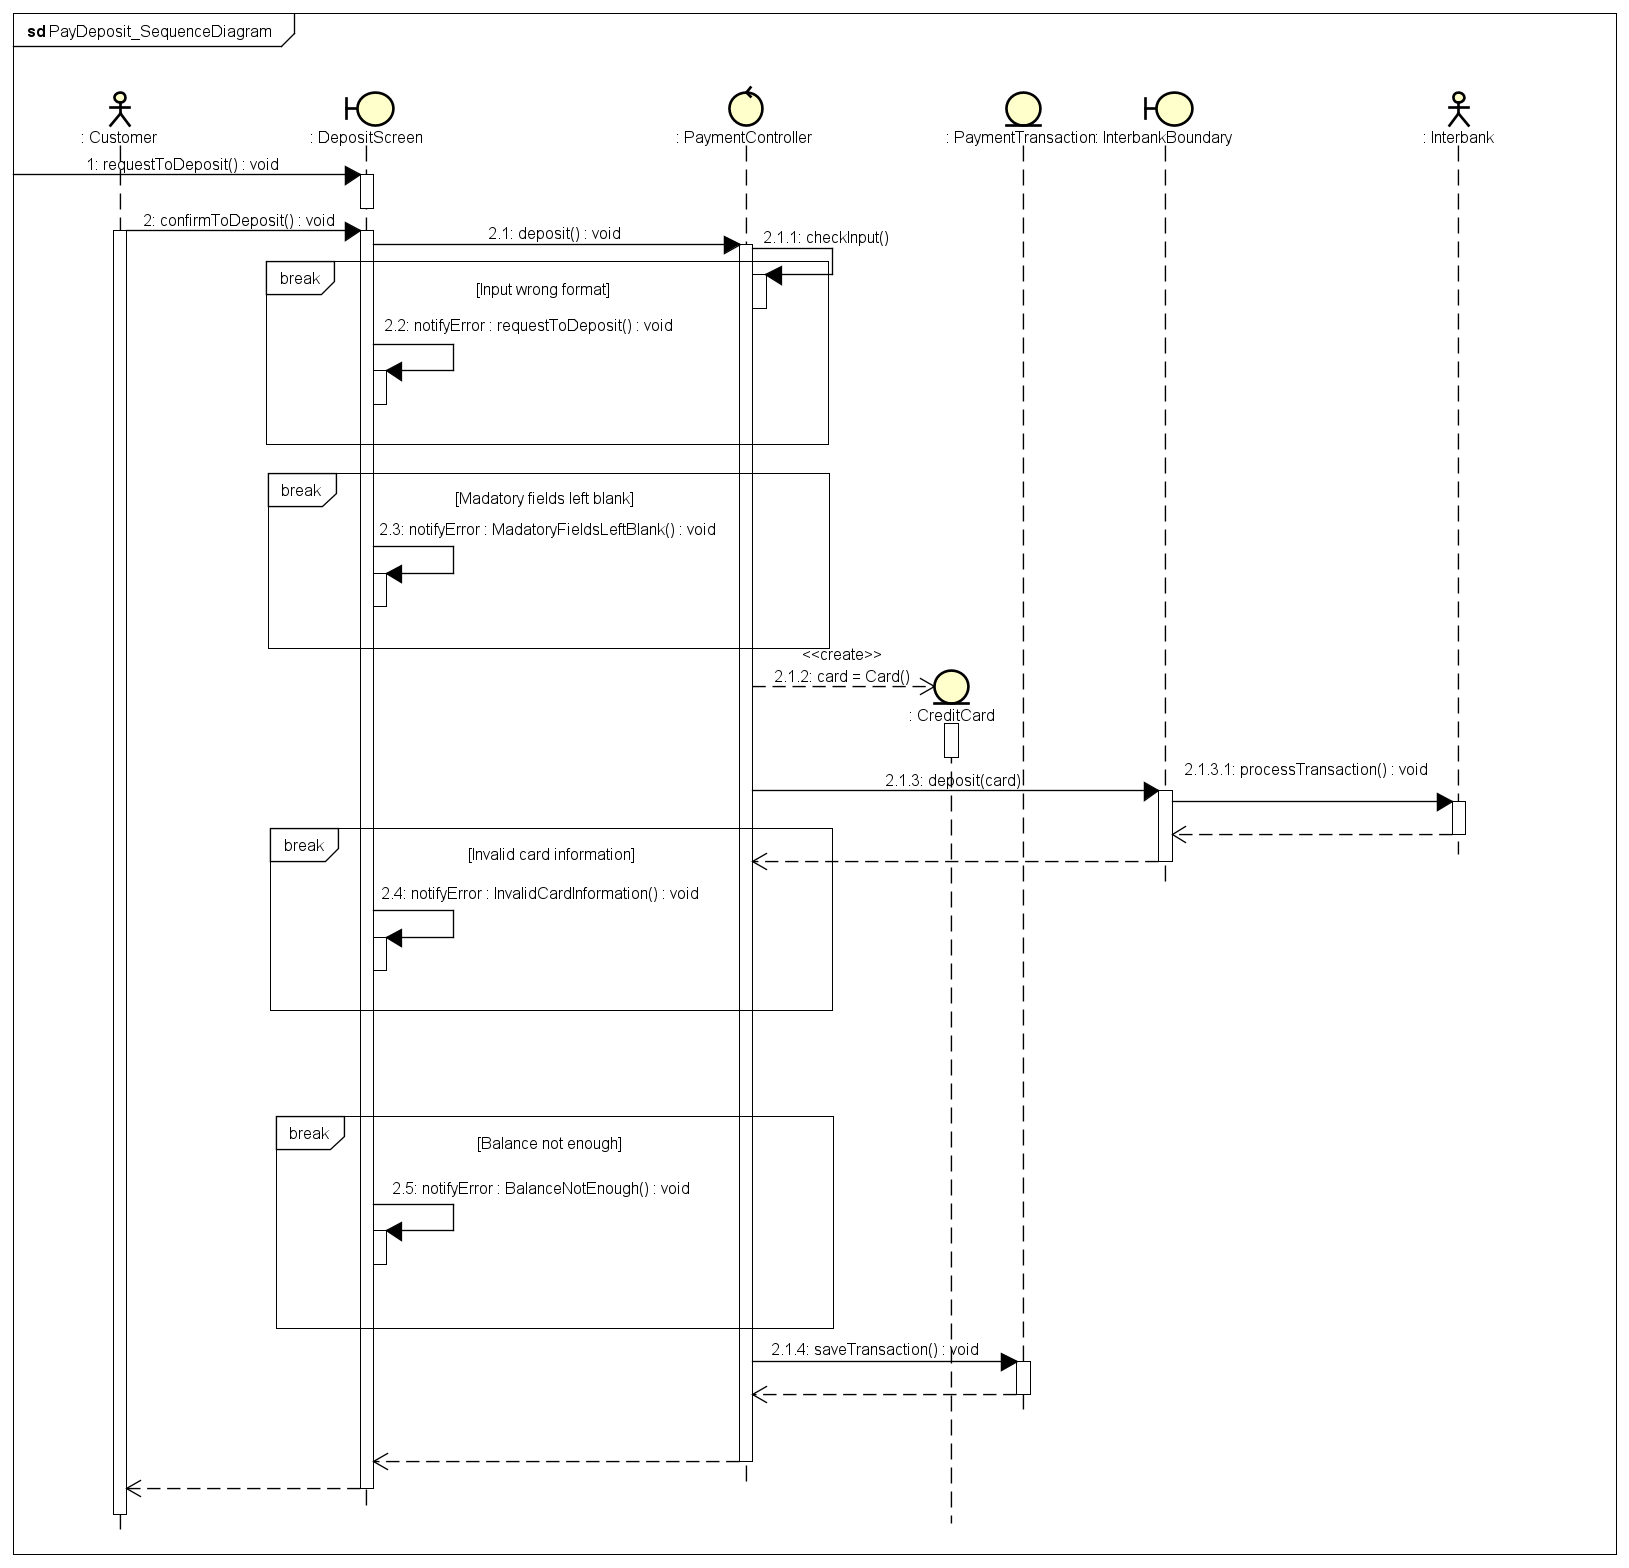 sd PayDeposit_SequenceDiagram
: Customer
: DepositScreen
: PaymentController
: PaymentTransaction
: InterbankBoundary
: Interbank
1: requestToDeposit() : void
2: confirmToDeposit() : void
2.1: deposit() : void
2.1.1: checkInput()
break
[Input wrong format]
2.2: notifyError : requestToDeposit() : void
break
[Madatory fields left blank]
2.3: notifyError : MadatoryFieldsLeftBlank() : void
<<create>>
2.1.2: card = Card()
: CreditCard
2.1.3: deposit(card)
2.1.3.1: processTransaction() : void
break
[Invalid card information]
2.4: notifyError : InvalidCardInformation() : void
break
[Balance not enough]
2.5: notifyError : BalanceNotEnough() : void
2.1.4: saveTransaction() : void